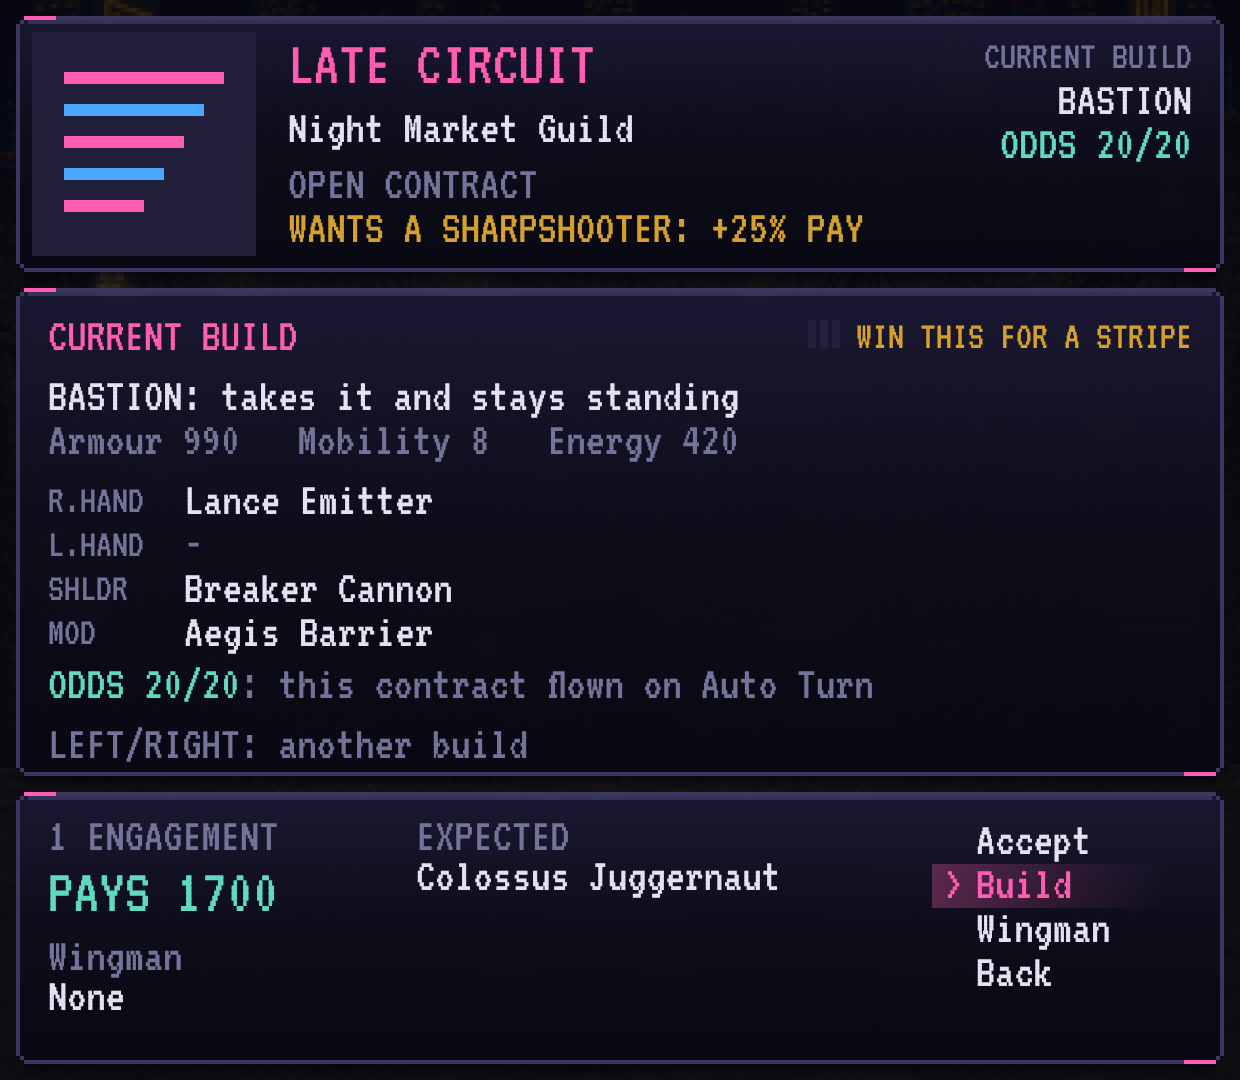 LATE CIRCUIT
Night Market Guild
OPEN CONTRACT
WANTS A SHARPSHOOTER: +25% PAY
CURRENT BUILD
BASTION
ODDS 20/20
CURRENT BUILD
WIN THIS FOR A STRIPE
BASTION: takes it and stays standing
Armour 990 Mobility 8 Energy 420
R.HAND Lance Emitter
L.HAND -
SHLDR Breaker Cannon
MOD Aegis Barrier
ODDS 20/20: this contract flown on Auto Turn
LEFT/RIGHT: another build
1 ENGAGEMENT
PAYS 1700
Wingman
None
EXPECTED
Colossus Juggernaut
Accept
> Build
Wingman
Back